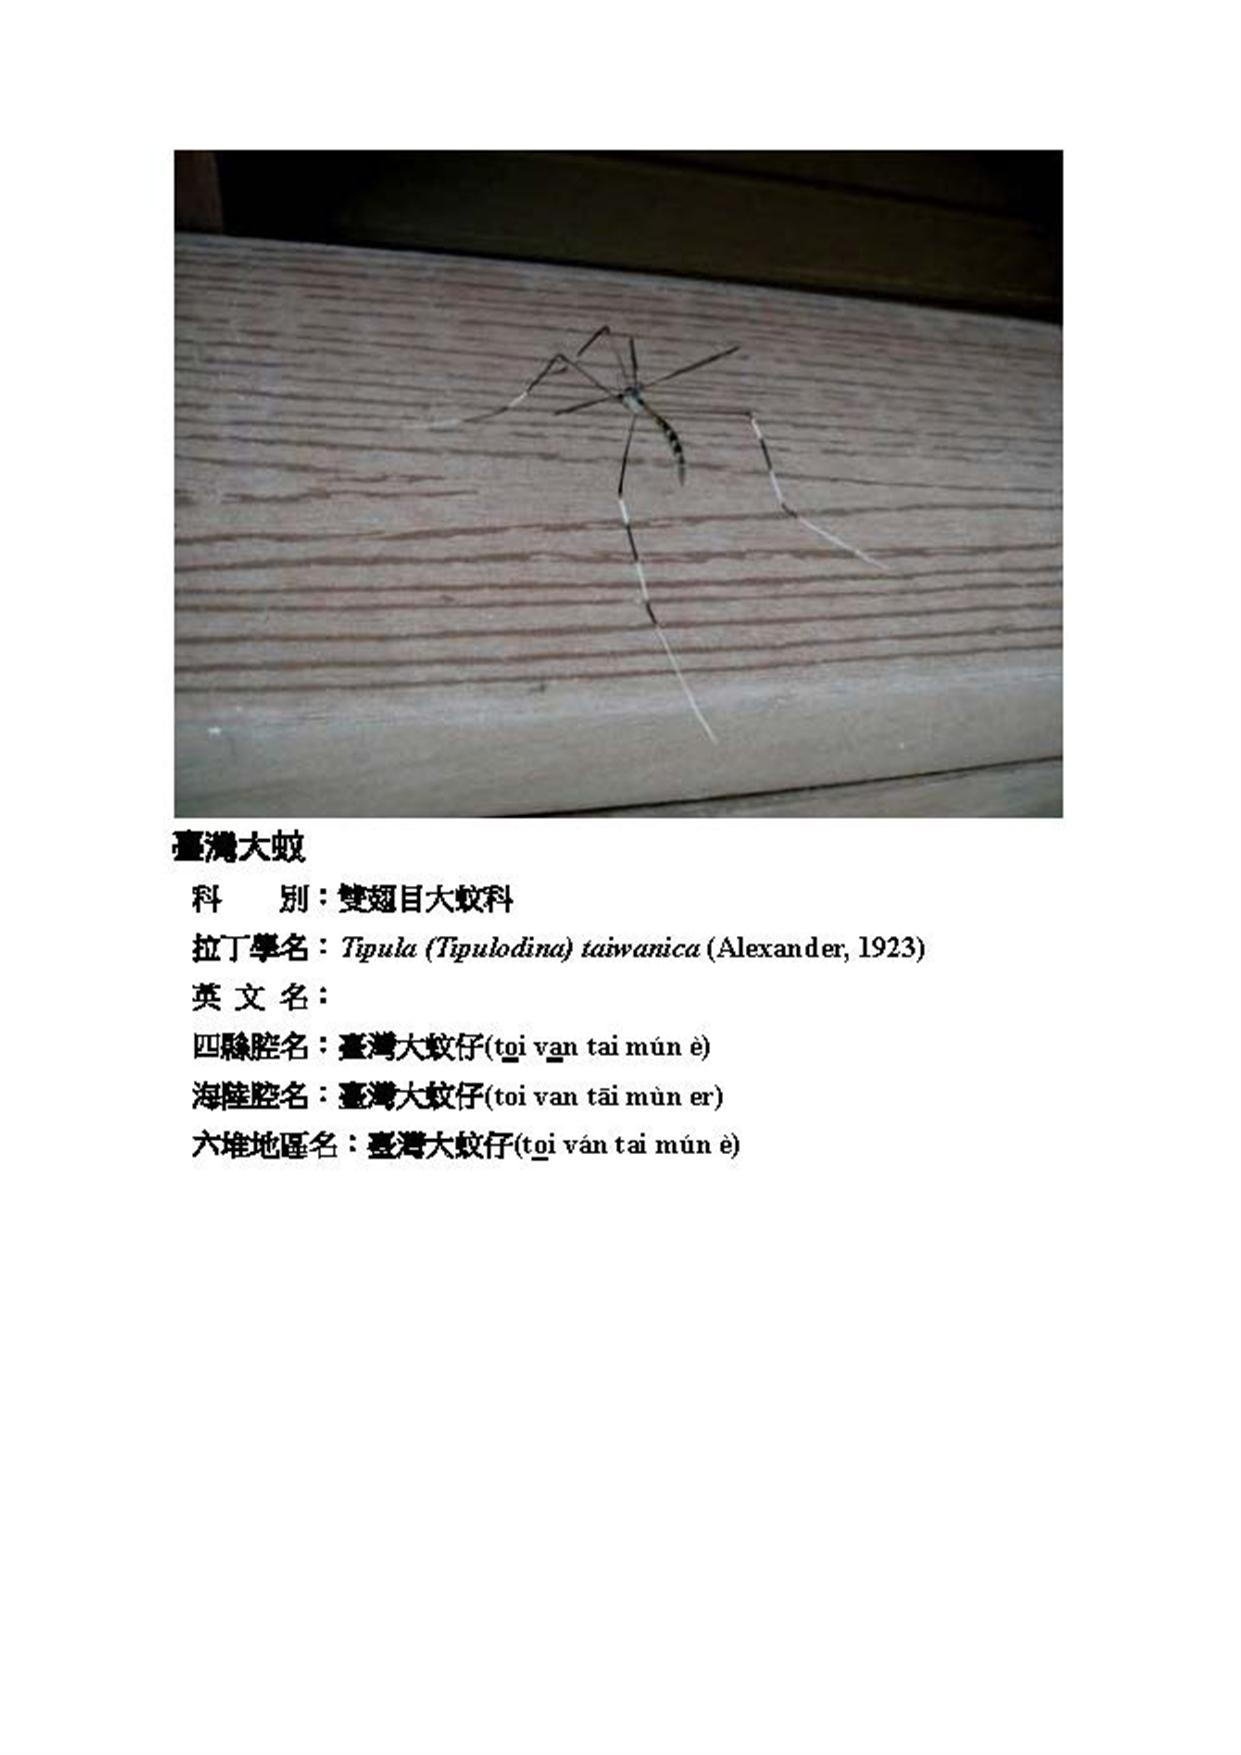 臺灣大蚊
科　　別：雙翅目大蚊科
拉丁學名：Tipula (Tipulodina) taiwanica (Alexander, 1923)
英 文 名：
四縣腔名：臺灣大蚊仔(toi van tai mún è)
海陸腔名：臺灣大蚊仔(toi van tāi mùn er)
六堆地區名：臺灣大蚊仔(toi ván tai mún è)